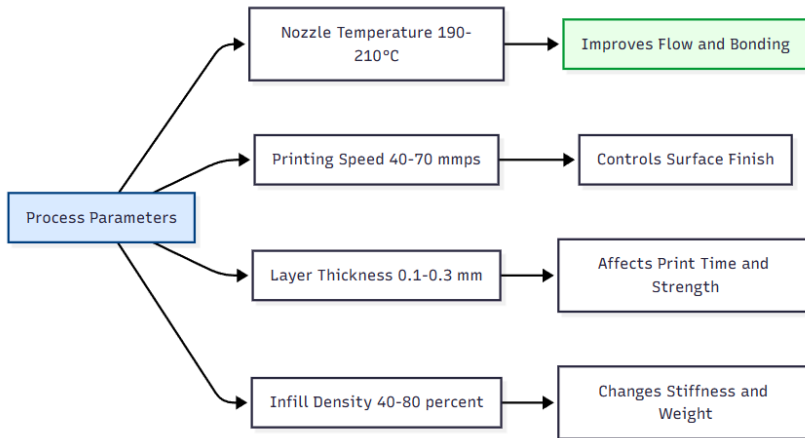 Nozzle Temperature 190-
210°C
Improves Flow and Bonding
Printing Speed 40-70 mmps
Controls Surface Finish
Process Parameters
Layer Thickness 0.1-0.3 mm
Affects Print Time and
Strength
Infill Density 40-80 percent
Changes Stiffness and
Weight